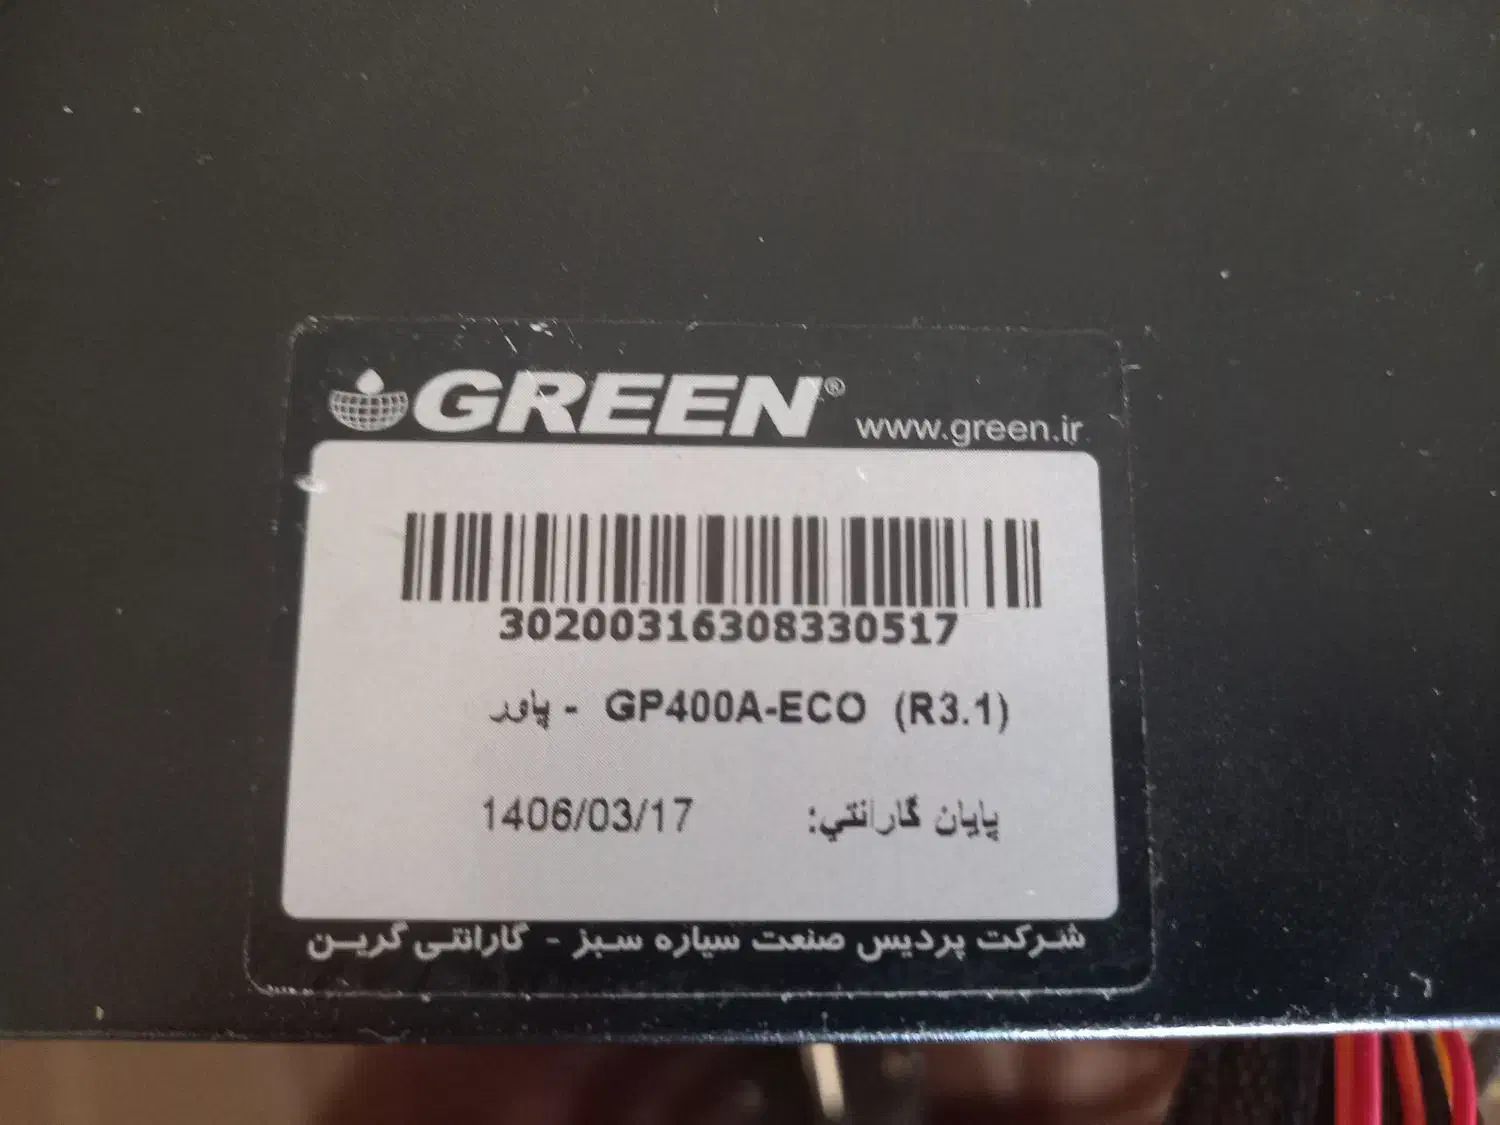 GREEN® www.green.ir
30200316308330517
پاور - GP400A-ECO (R3.1)
پايان گارانتي: 1406/03/17
شرکت پردیس صنعت سیاره سبز - گارانتی گرین